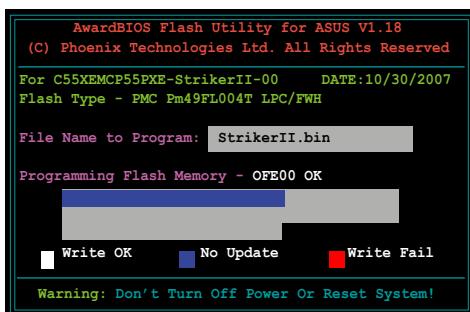 AwardBIOS Flash Utility for ASUS V1.18
(C) Phoenix Technologies Ltd. All Rights Reserved
For C55XEMCP55PXE-StrikerII-00 DATE:10/30/2007
Flash Type - PMC Pm49FL004T LPC/FWH
File Name to Program: StrikerII.bin
Programming Flash Memory - OFE00 OK
Write OK No Update Write Fail
Warning: Don't Turn Off Power Or Reset System!